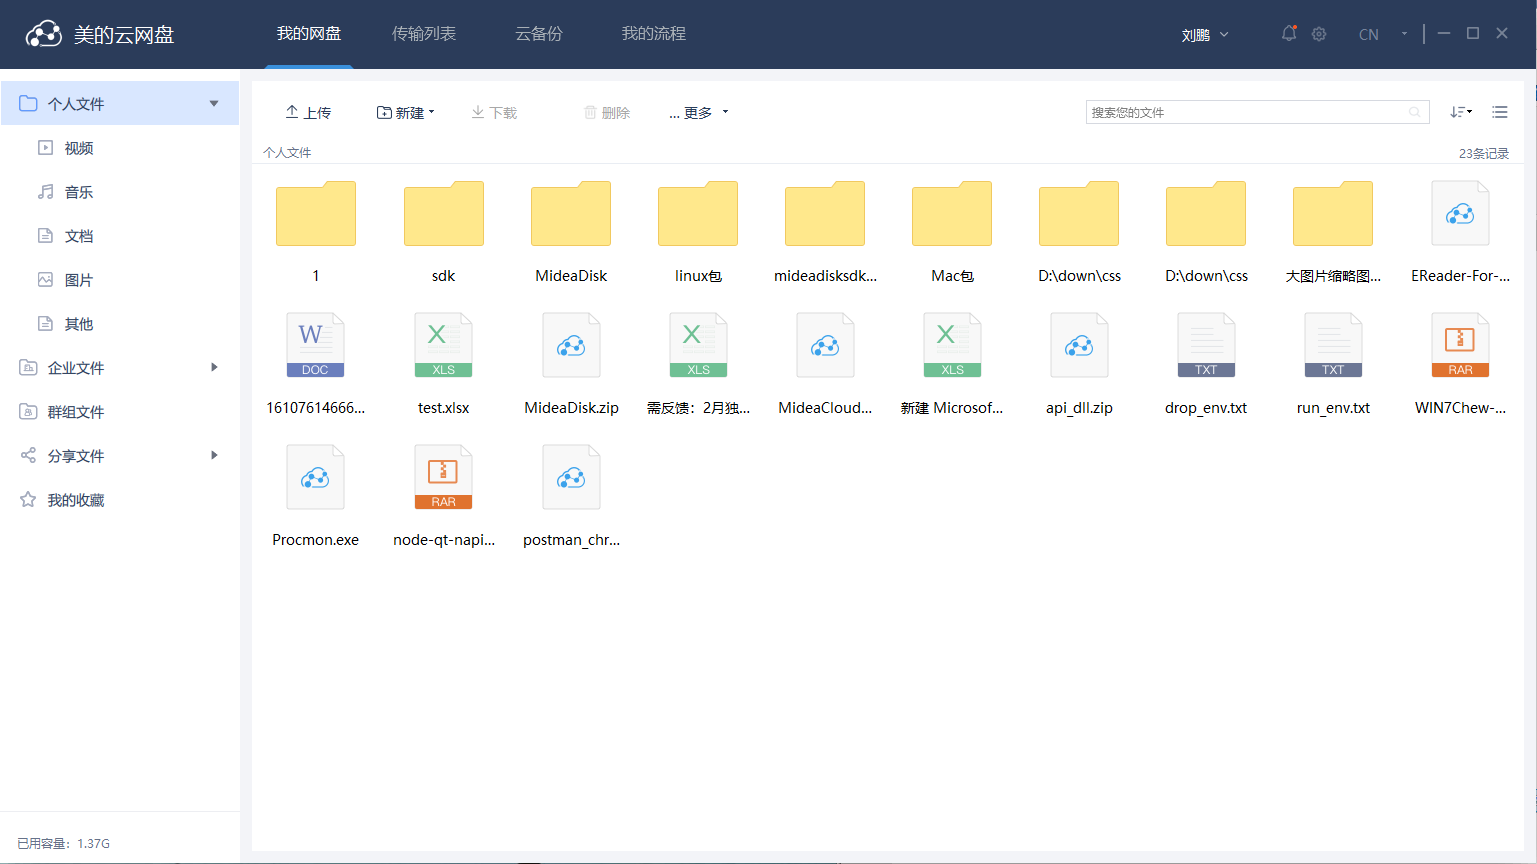 美的云网盘
我的网盘
传输列表
云备份
我的流程
刘鹏
CN
个人文件
视频
音乐
文档
图片
其他
企业文件
群组文件
分享文件
我的收藏
已用容量：1.37G
上传
新建
下载
删除
... 更多
搜索您的文件
个人文件
23条记录
1
sdk
MideaDisk
linux包
mideadisksdk...
Mac包
D:\down\css
D:\down\css
大图片缩略图...
EReader-For-...
W
DOC
X
XLS
X
XLS
X
XLS
TXT
TXT
RAR
16107614666...
test.xlsx
MideaDisk.zip
需反馈：2月独...
MideaCloud...
新建 Microsof...
api_dll.zip
drop_env.txt
run_env.txt
WIN7Chew-...
RAR
Procmon.exe
node-qt-napi...
postman_chr...